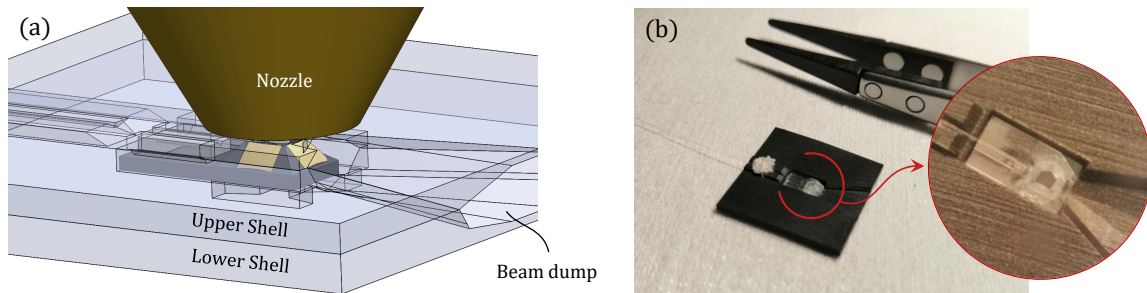 (a)
Nozzle
Upper Shell
Lower Shell
Beam dump
(b)